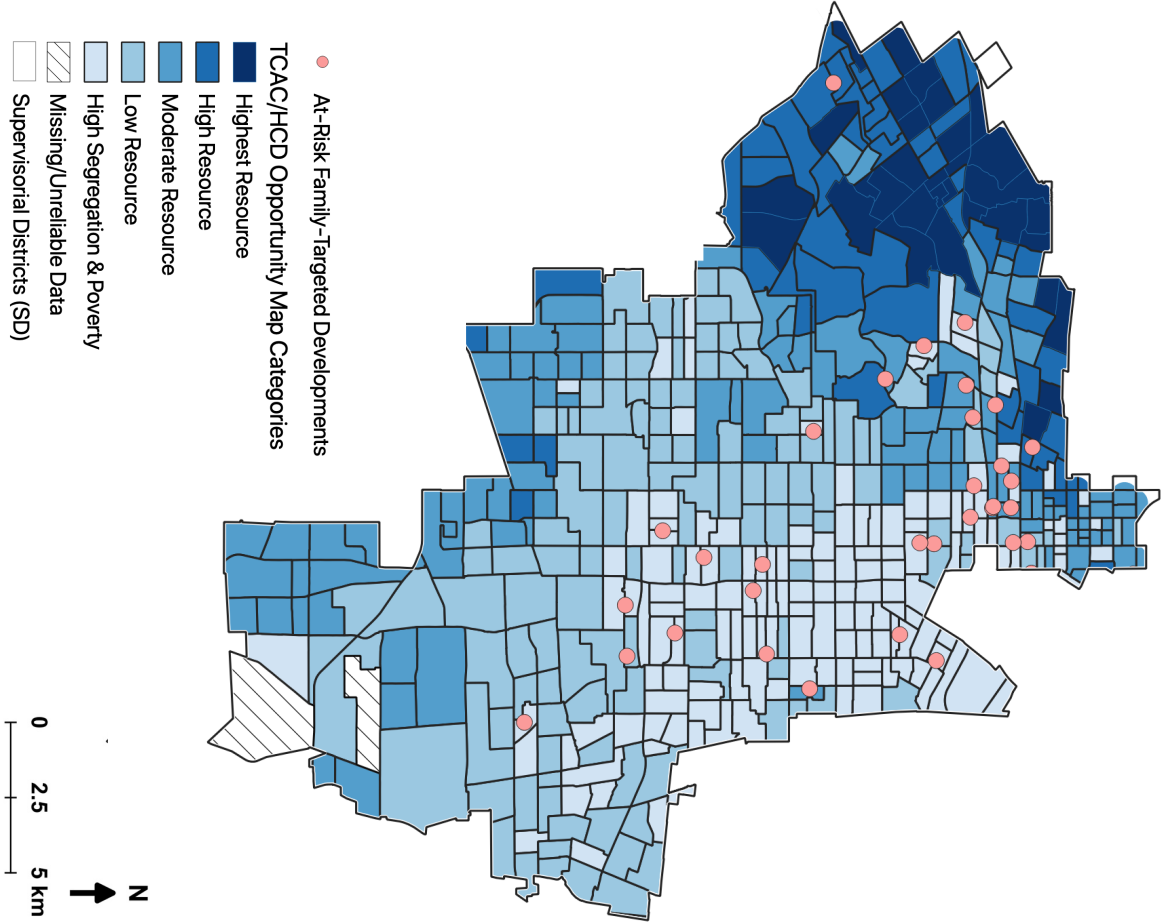 At-Risk Family-Targeted Developments
TCAC/HCD Opportunity Map Categories
Highest Resource
High Resource
Moderate Resource
Low Resource
High Segregation & Poverty
Missing/Unreliable Data
Supervisorial Districts (SD)
0 2.5 5 km
N